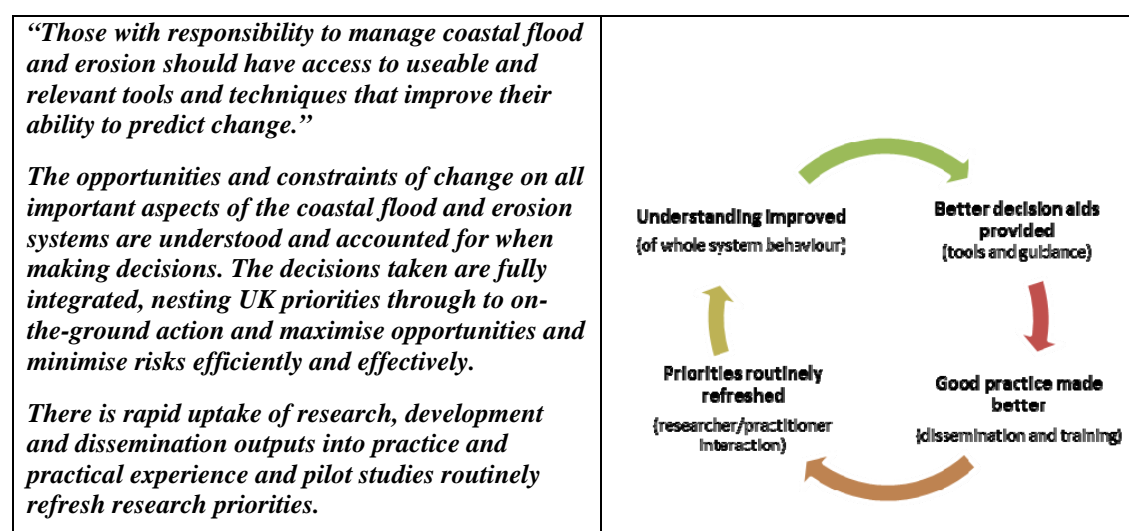 “Those with responsibility to manage coastal flood
and erosion should have access to useable and
relevant tools and techniques that improve their
ability to predict change.”
The opportunities and constraints of change on all
important aspects of the coastal flood and erosion
systems are understood and accounted for when
making decisions. The decisions taken are fully
integrated, nesting UK priorities through to on-
the-ground action and maximise opportunities and
minimise risks efficiently and effectively.
There is rapid uptake of research, development
and dissemination outputs into practice and
practical experience and pilot studies routinely
refresh research priorities.
Understanding improved
(of whole system behaviour)
Better decision aids
provided
(tools and guidance)
Good practice made
better
(dissemination and training)
Priorities routinely
refreshed
(researcher/practitioner
interaction)